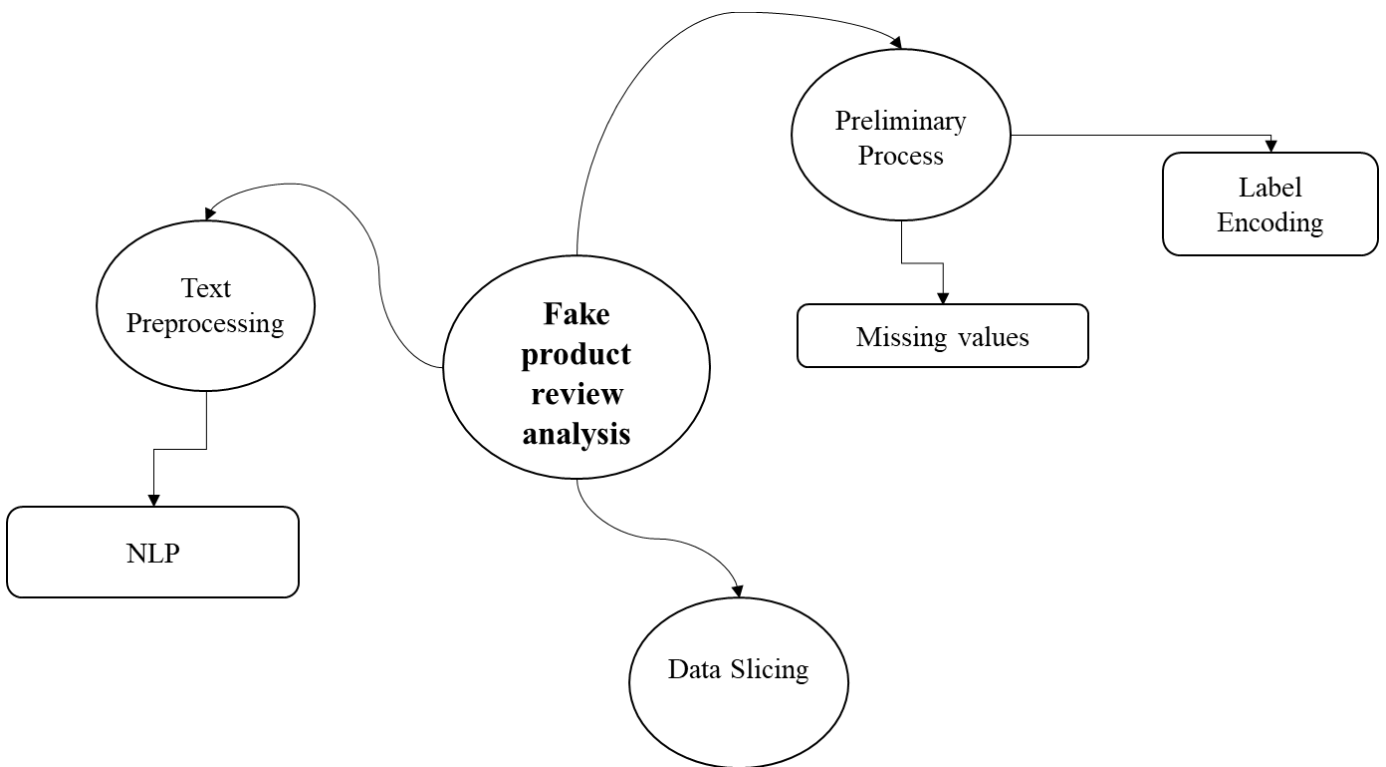 Preliminary
Process
Label
Encoding
Text
Preprocessing
Fake
product
review
analysis
Missing values
NLP
Data Slicing